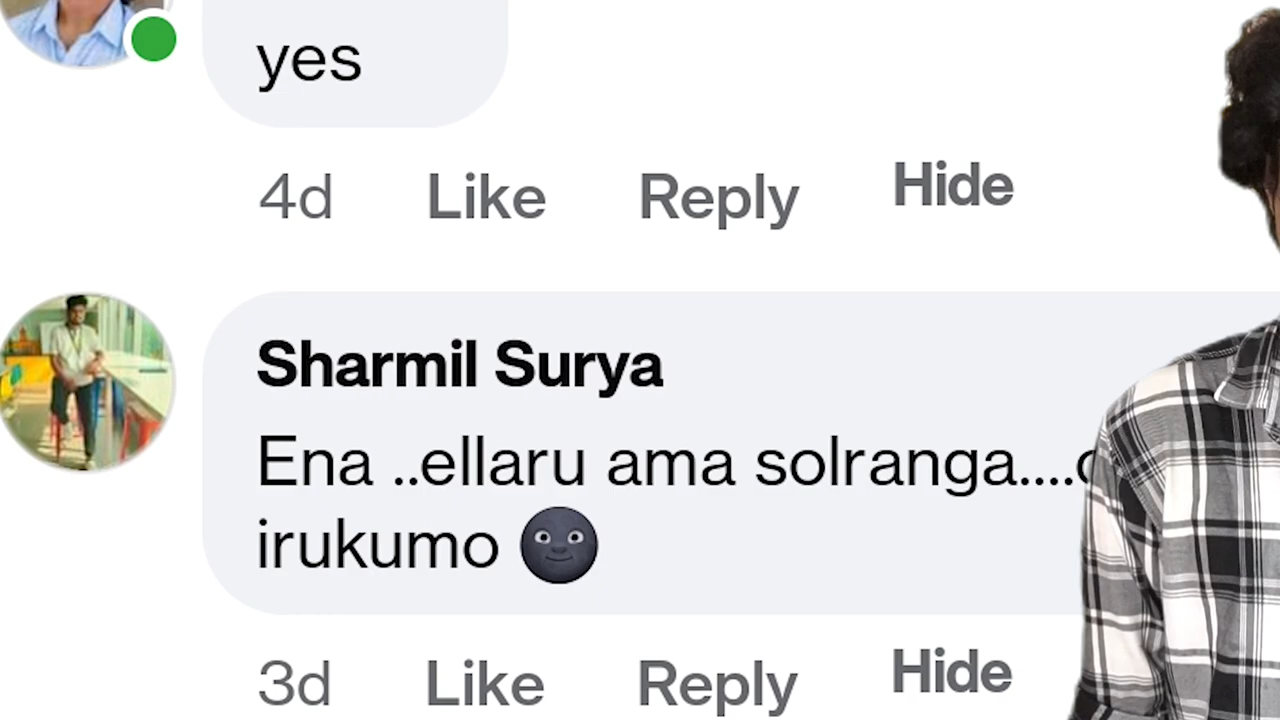 yes
4d Like Reply Hide
Sharmil Surya
Ena ..ellaru ama solranga....
irukumo 🌚
3d Like Reply Hide